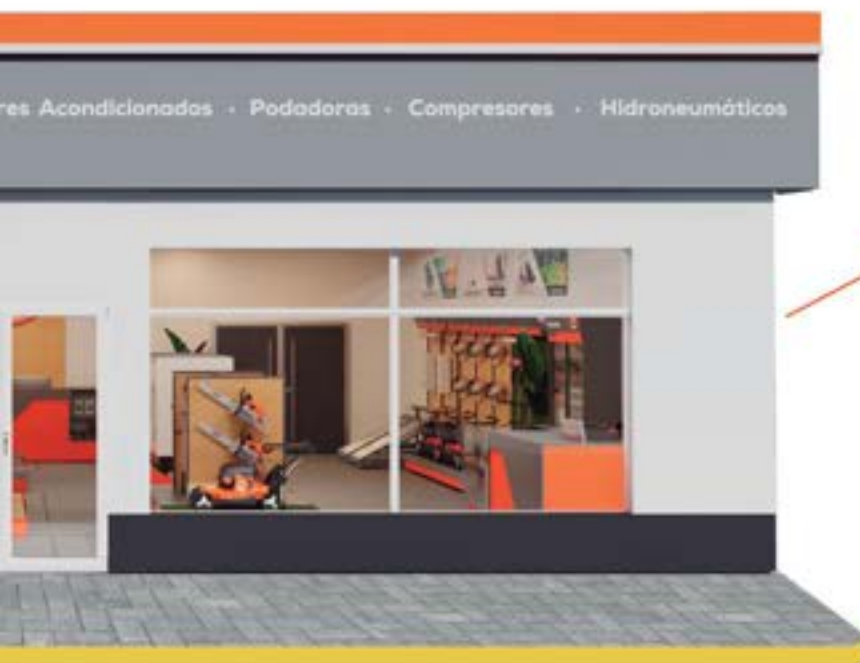 res Acondicionados · Podadoras · Compresores · Hidroneumáticos